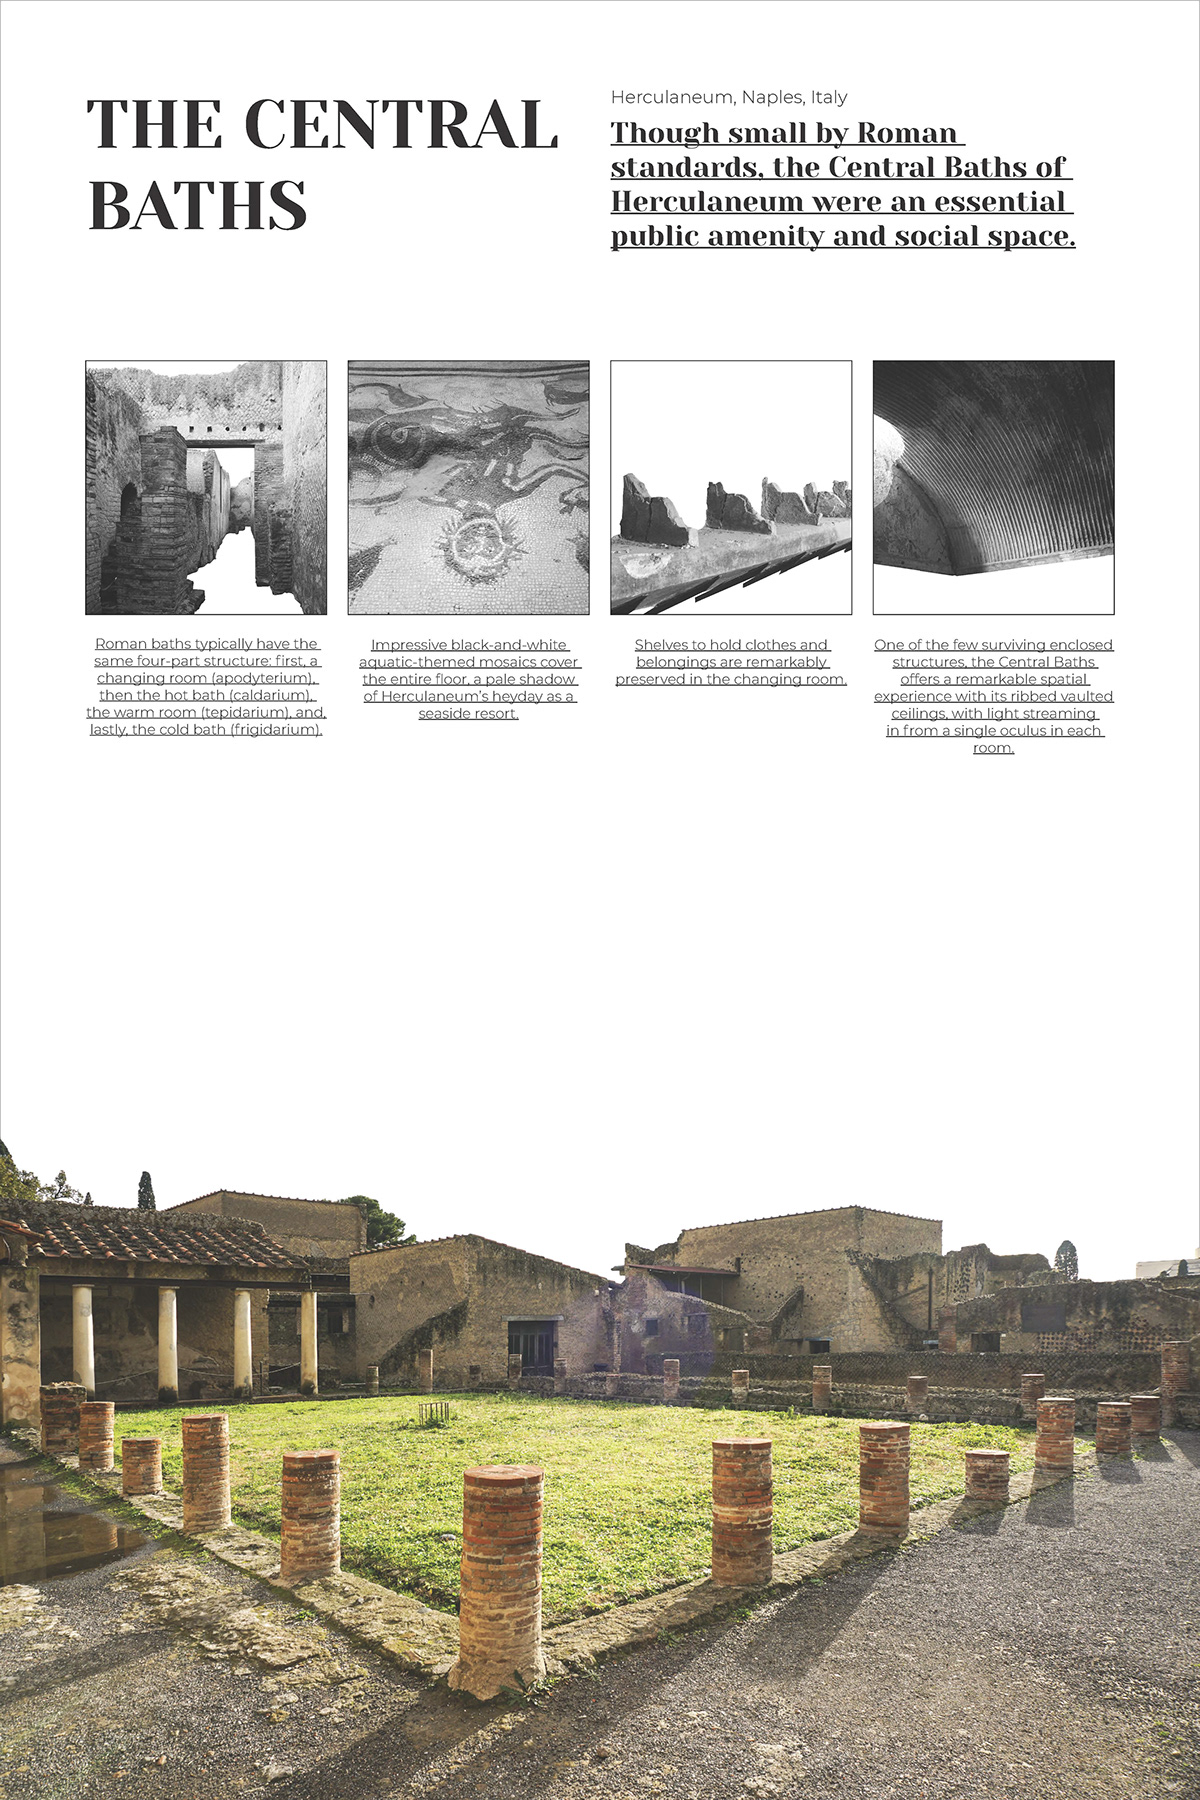 THE CENTRAL
BATHS
Herculaneum, Naples, Italy
Though small by Roman
standards, the Central Baths of
Herculaneum were an essential
public amenity and social space.
Roman baths typically have the
same four-part structure: first, a
changing room (apodyterium),
then the hot bath (caldarium),
the warm room (tepidarium), and,
lastly, the cold bath (frigidarium).
Impressive black-and-white
aquatic-themed mosaics cover
the entire floor, a pale shadow
of Herculaneum's heyday as a
seaside resort.
Shelves to hold clothes and
belongings are remarkably
preserved in the changing room.
One of the few surviving enclosed
structures, the Central Baths
offers a remarkable spatial
experience with its ribbed vaulted
ceilings, with light streaming
in from a single oculus in each
room.